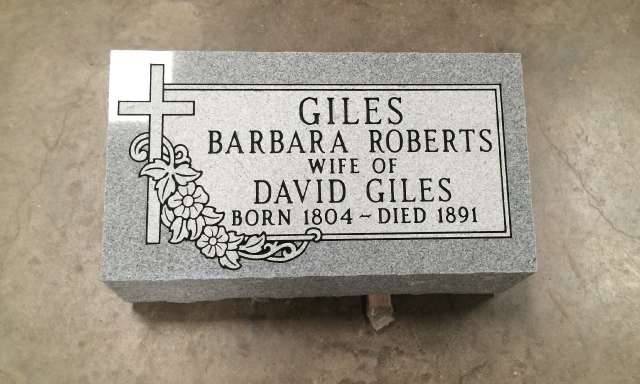 GILES
BARBARA ROBERTS
WIFE OF
DAVID GILES
BORN 1804 ~ DIED 1891